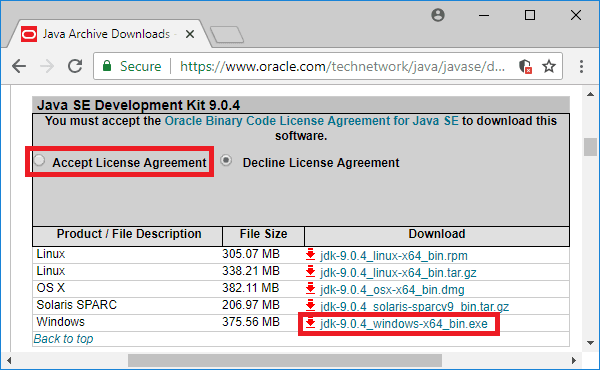 Java Archive Downloads -
Secure https://www.oracle.com/technetwork/java/javase/d...
Java SE Development Kit 9.0.4
You must accept the Oracle Binary Code License Agreement for Java SE to download this
software.
Accept License Agreement Decline License Agreement
Product / File Description File Size Download
Linux 305.07 MB jdk-9.0.4_linux-x64_bin.rpm
Linux 338.21 MB jdk-9.0.4_linux-x64_bin.tar.gz
OS X 382.11 MB jdk-9.0.4_osx-x64_bin.dmg
Solaris SPARC 206.97 MB jdk-9.0.4_solaris-sparcv9_bin.tar.gz
Windows 375.56 MB jdk-9.0.4_windows-x64_bin.exe
Back to top